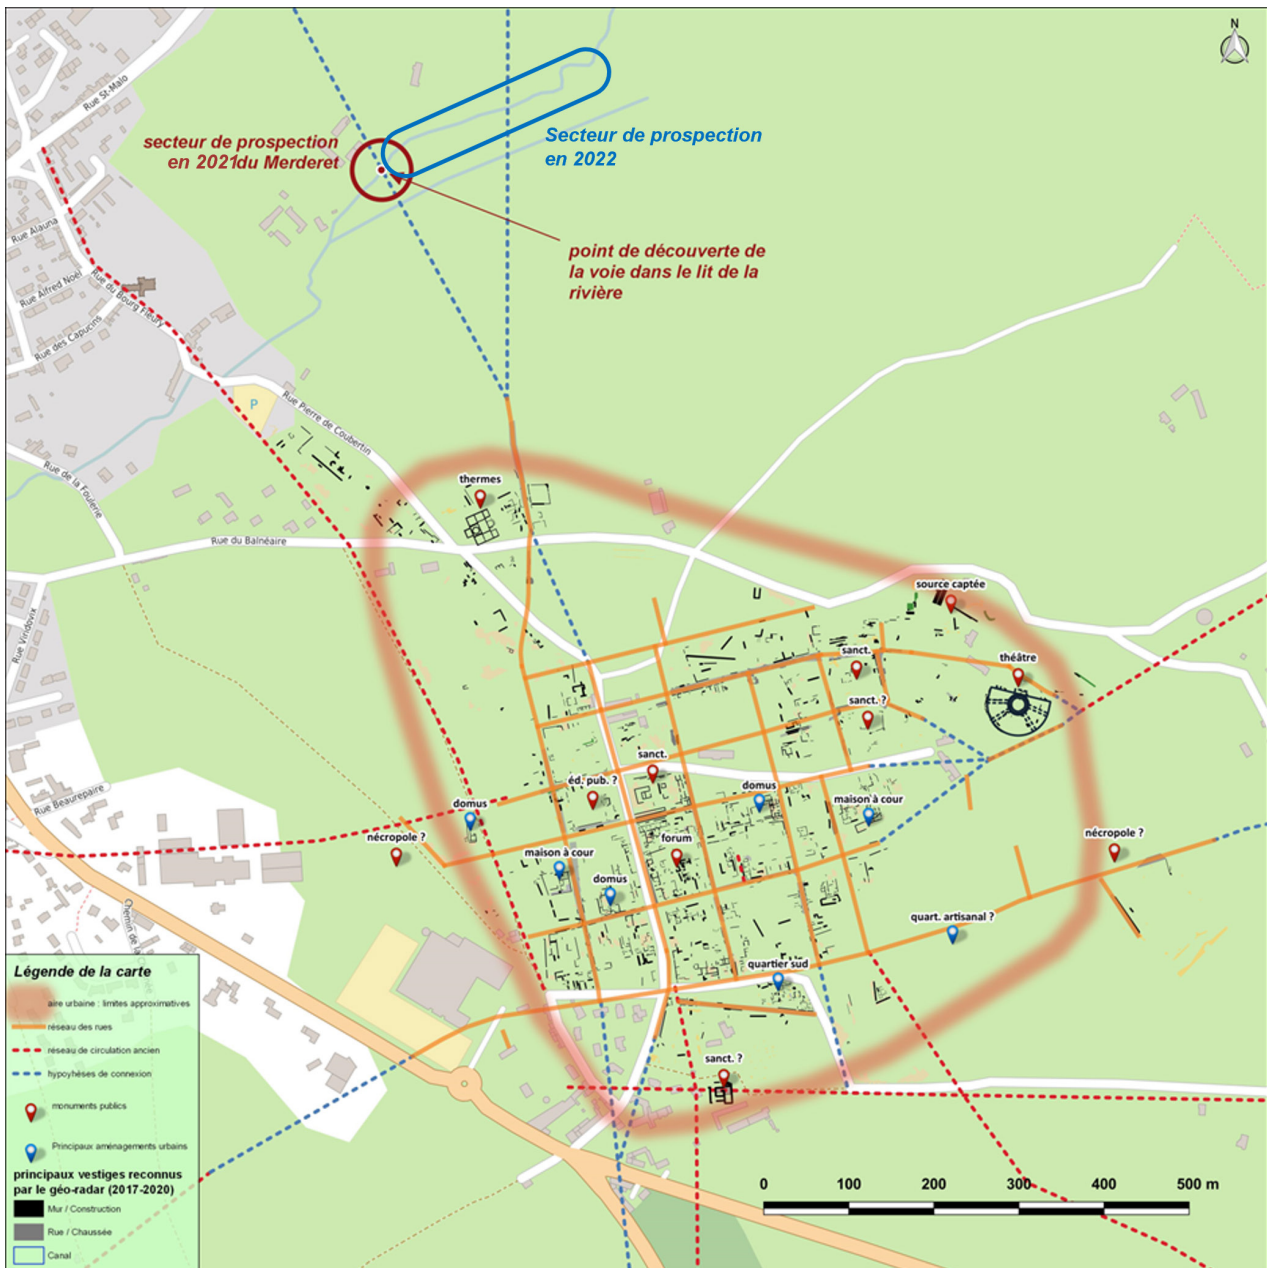 N
Rue St-Malo
secteur de prospection
en 2021du Merderet
Secteur de prospection
en 2022
point de découverte de
la voie dans le lit de la
rivière
Rue Alauna
Rue Alfred Noël
Rue du Bourg Fleury
Rue des Capucins
P
Rue Pierre de Coubertin
Rue de la Foulerie
thermes
Rue du Balnéaire
source captée
Rue Viridovix
sanct.
théâtre
sanct. ?
sanct.
éd. pub. ?
domus
maison à cour
Rue Beaurepaire
domus
nécropole ?
forum
nécropole ?
maison à cour
domus
quart. artisanal ?
Chemin de la
quartier sud
sanct. ?
Légende de la carte
aire urbaine : limites approximatives
réseau des rues
réseau de circulation ancien
hypoyhèses de connexion
monuments publics
Principaux aménagements urbains
principaux vestiges reconnus
par le géo-radar (2017-2020)
Mur / Construction
Rue / Chaussée
Canal
0 100 200 300 400 500 m